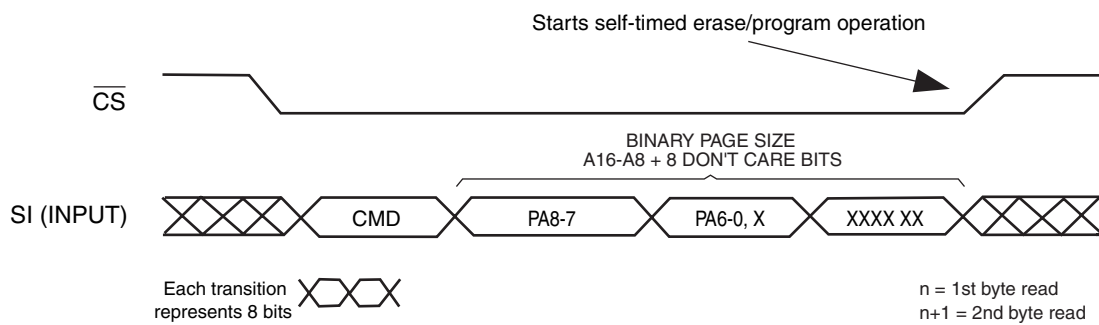 Starts self-timed erase/program operation
CS
BINARY PAGE SIZE
A16-A8 + 8 DON'T CARE BITS
SI (INPUT)
CMD
PA8-7
PA6-0, X
XXXX XX
Each transition
represents 8 bits
n = 1st byte read
n+1 = 2nd byte read